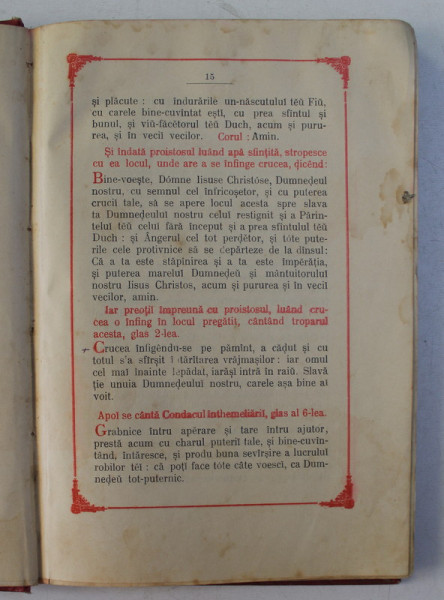 15
și plăcute : cu îndurările un-născutului tĕŭ Fiŭ,
cu carele bine-cuvîntat ești, cu prea sfîntul și
bunul, și viŭ-făcĕtorul tĕŭ Duch, acum și puru-
rea, și în vecii vecilor. Corul : Amin.
Și îndată proistosul luând apă sfințită, stropesce
cu ea locul, unde are a se înfinge crucea, ḑicênd:
Bine-voește, Dómne Iisuse Christóse, Dumneḑeul
nostru, cu semnul cel înfricoșetor, și cu puterea
crucii tale, să se apere locul acesta spre slava
ta Dumneḑeului nostru celui restignit și a Părin-
telui tĕŭ celui fără început și a prea sfîntului tĕŭ
Duch : și Ângerul cel tot perḑĕtor, și tóte pute-
rile cele protivnice să se depărteze de la dînsul:
Că a ta este stăpînirea și a ta este împĕrăția,
și puterea marelui Dumneḑeŭ și mântuitorului
nostru Iisus Christos, acum și pururea și în vecii
vecilor, amin.
Iar preoții împreună cu proistosul, luând cru-
cea o înfing în locul pregătit, cântând troparul
acesta, glas 2-lea.
Crucea înfigêndu-se pe pămînt, a căḑut și cu
totul s'a sfîrșit îndărîtarea vrăjmașilor : iar omul
cel mai înainte lepădat, iarăși intră în raiŭ. Slavă
ție unuia Dumneḑeului nostru, carele așa bine ai
voit.
Apoi se cântă Condacul înthemelierii, glas al 6-lea.
Grabnice întru apĕrare și tare întru ajutor,
prestă acum cu charul puterii tale, și bine-cuvîn-
tând, întăresce, și produ buna sevîrșire a lucrului
robilor tĕi : că poți face tóte câte voesci, ca Dum-
neḑeŭ tot-puternic.